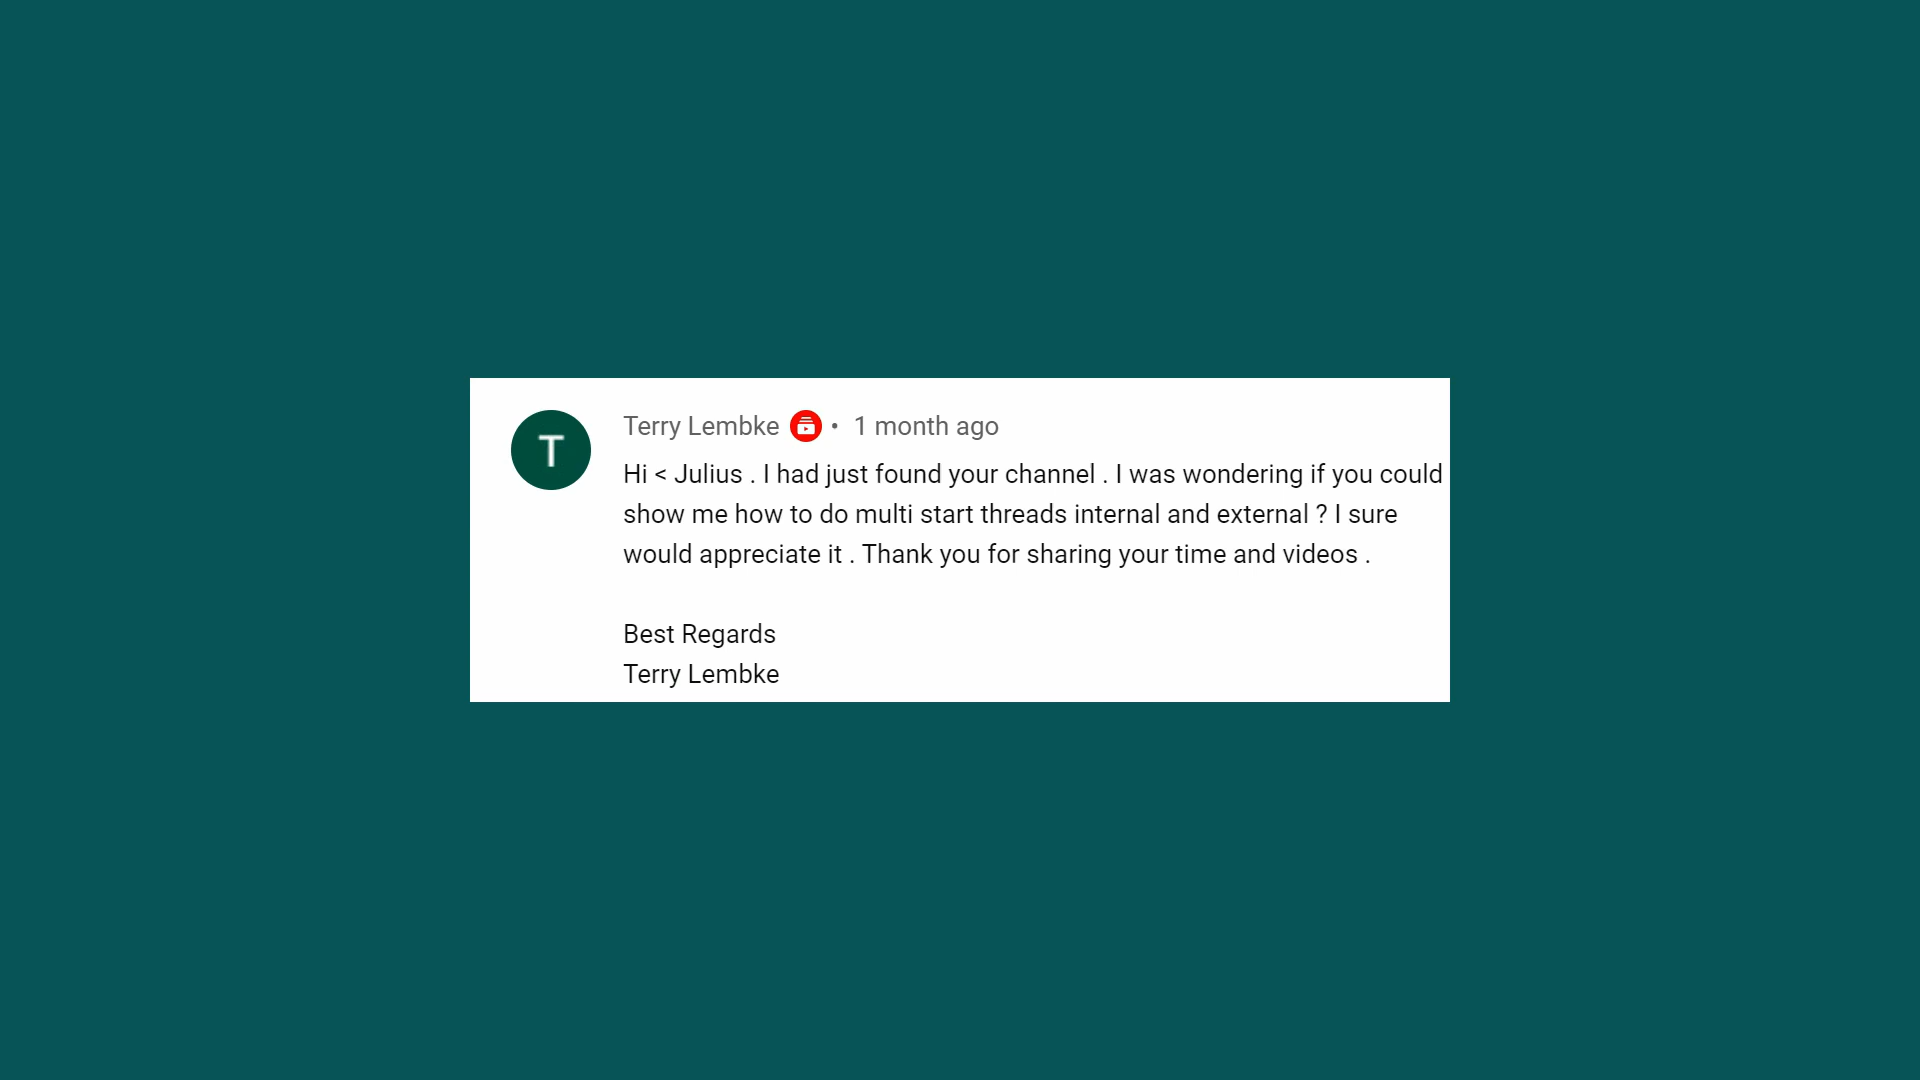 T
Terry Lembke • 1 month ago
Hi < Julius . I had just found your channel . I was wondering if you could
show me how to do multi start threads internal and external ? I sure
would appreciate it . Thank you for sharing your time and videos .
Best Regards
Terry Lembke